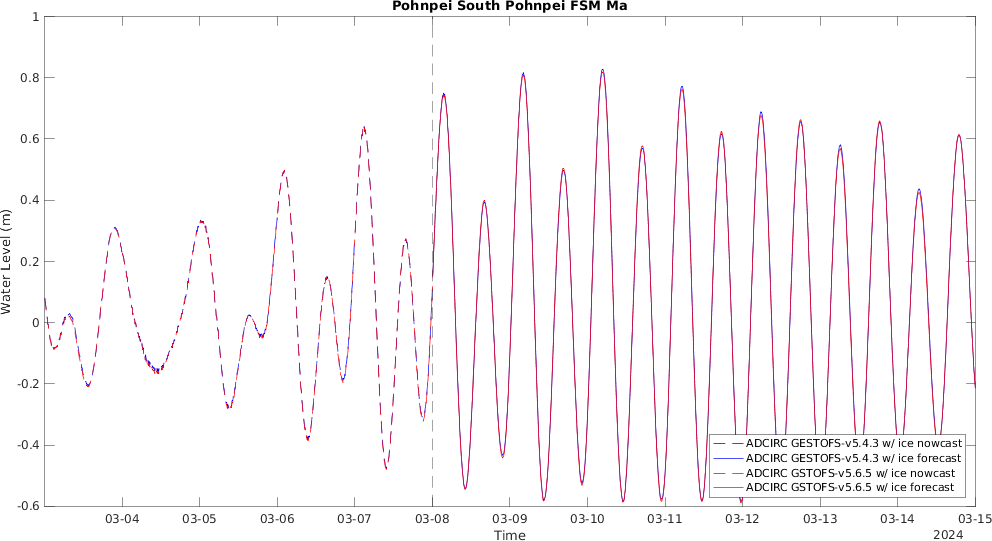 Pohnpei South Pohnpei FSM Ma
1
0.8
0.6
0.4
0.2
0
-0.2
-0.4
-0.6
Water Level (m)
ADCIRC GESTOFS-v5.4.3 w/ ice nowcast
ADCIRC GESTOFS-v5.4.3 w/ ice forecast
ADCIRC GSTOFS-v5.6.5 w/ ice nowcast
ADCIRC GSTOFS-v5.6.5 w/ ice forecast
03-04 03-05 03-06 03-07 03-08 03-09 03-10 03-11 03-12 03-13 03-14 03-15
Time
2024